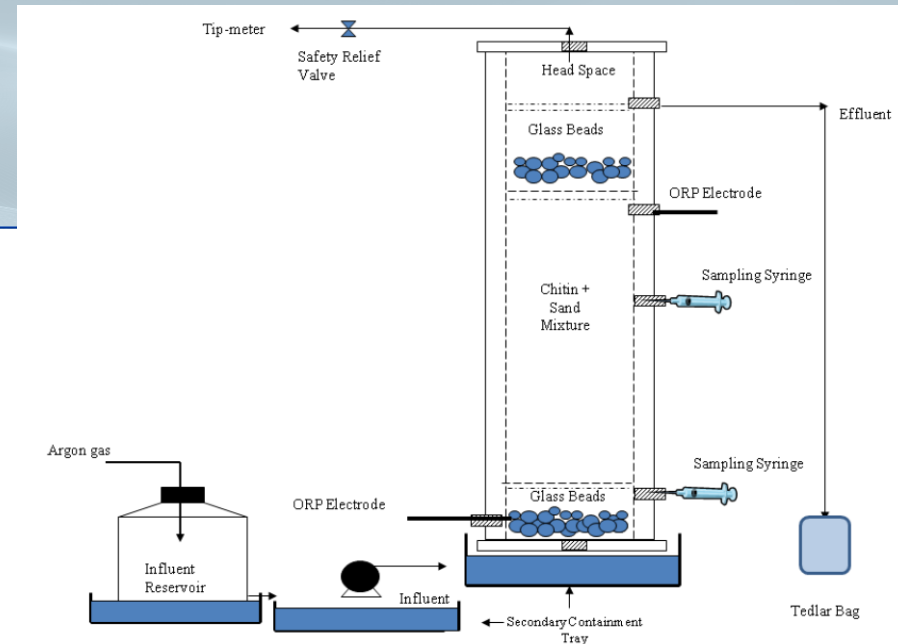 Tip-meter
Safety Relief
Valve
Head Space
Effluent
Glass Beads
ORP Electrode
Sampling Syringe
Chitin +
Sand
Mixture
Argon gas
Sampling Syringe
ORP Electrode
Glass Beads
Influent
Reservoir
Influent
Secondary Containment
Tray
Tedlar Bag